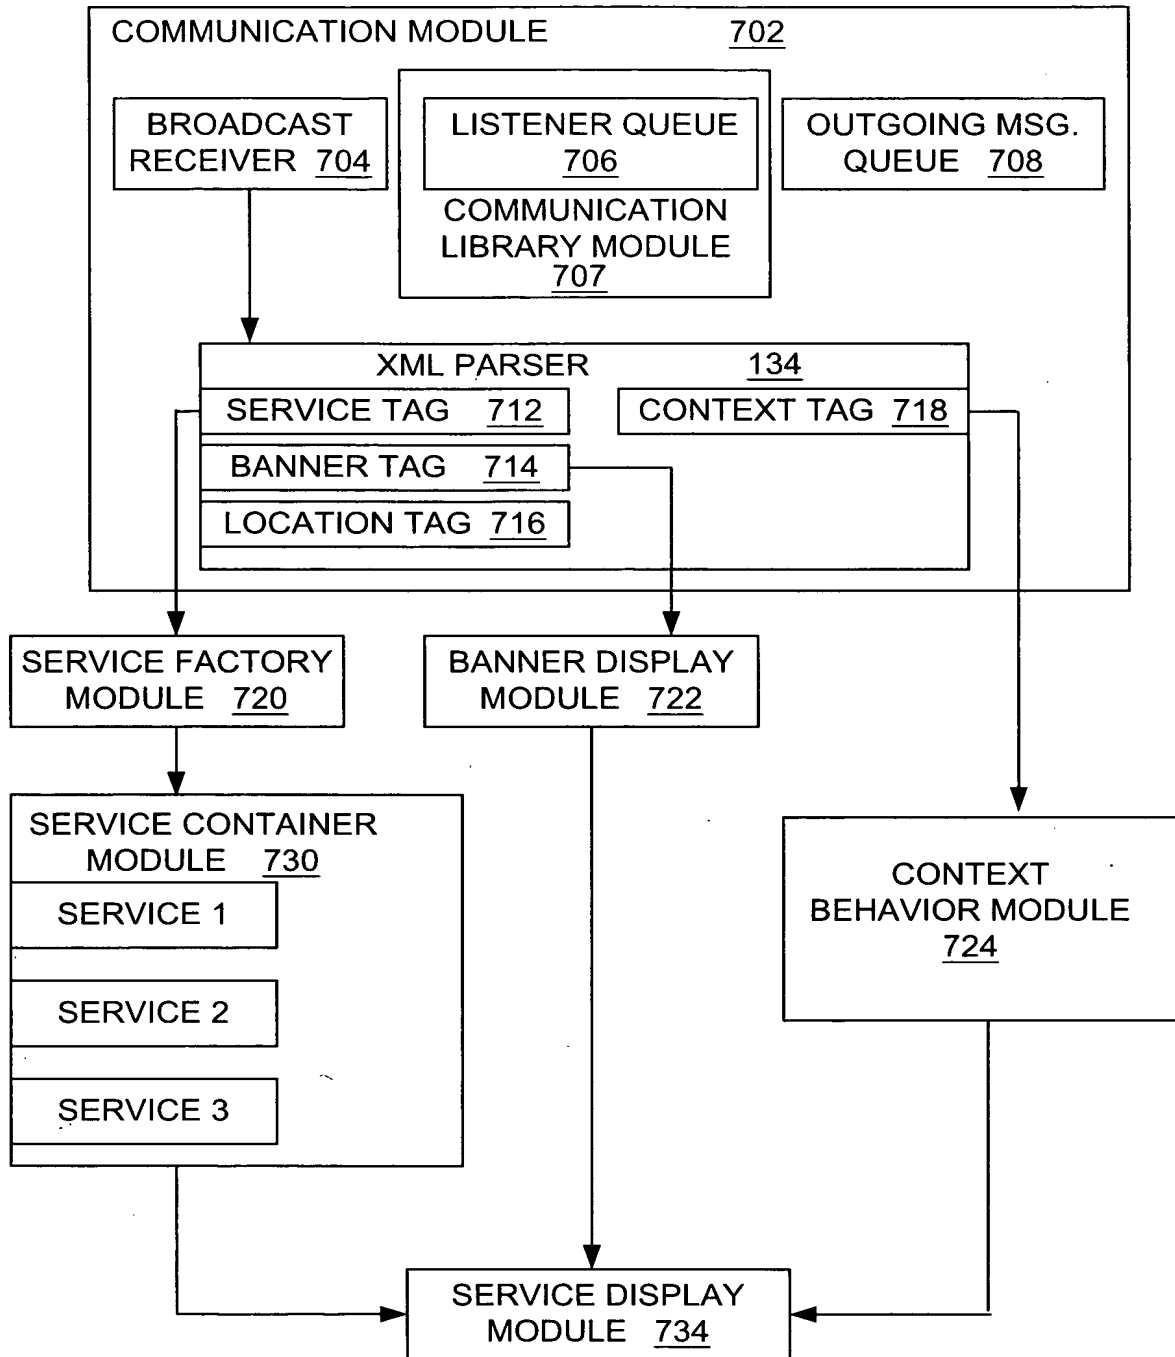 COMMUNICATION MODULE 702
BROADCAST
RECEIVER 704
LISTENER QUEUE
706
COMMUNICATION
LIBRARY MODULE
707
OUTGOING MSG.
QUEUE 708
XML PARSER 134
SERVICE TAG 712
CONTEXT TAG 718
BANNER TAG 714
LOCATION TAG 716
SERVICE FACTORY
MODULE 720
BANNER DISPLAY
MODULE 722
SERVICE CONTAINER
MODULE 730
SERVICE 1
SERVICE 2
SERVICE 3
CONTEXT
BEHAVIOR MODULE
724
SERVICE DISPLAY
MODULE 734